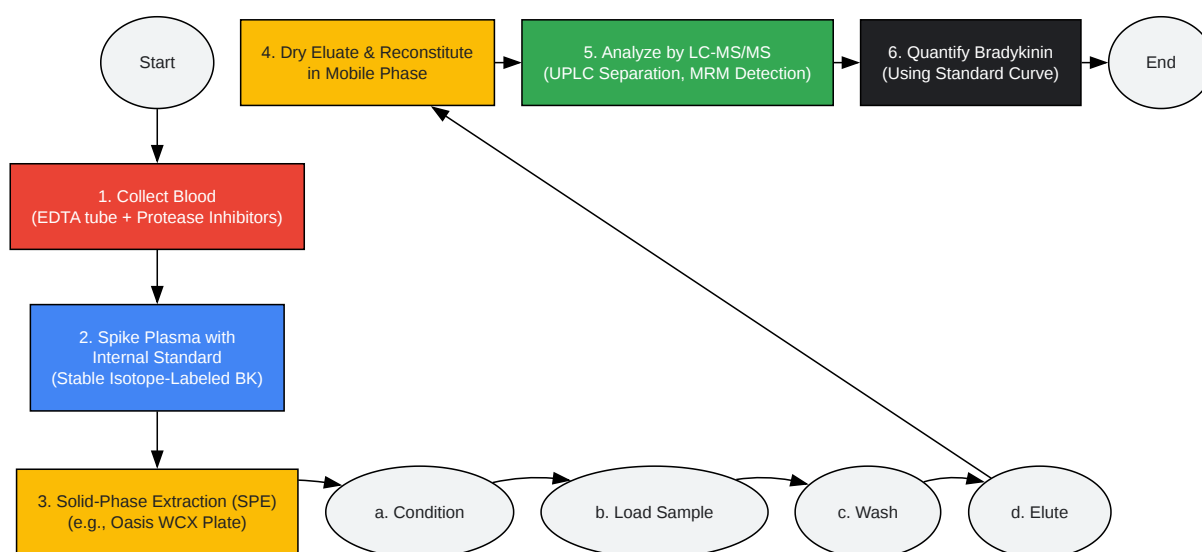 Start
1. Collect Blood
(EDTA tube + Protease Inhibitors)
2. Spike Plasma with
Internal Standard
(Stable Isotope-Labeled BK)
3. Solid-Phase Extraction (SPE)
(e.g., Oasis WCX Plate)
a. Condition
b. Load Sample
c. Wash
d. Elute
4. Dry Eluate & Reconstitute
in Mobile Phase
5. Analyze by LC-MS/MS
(UPLC Separation, MRM Detection)
6. Quantify Bradykinin
(Using Standard Curve)
End